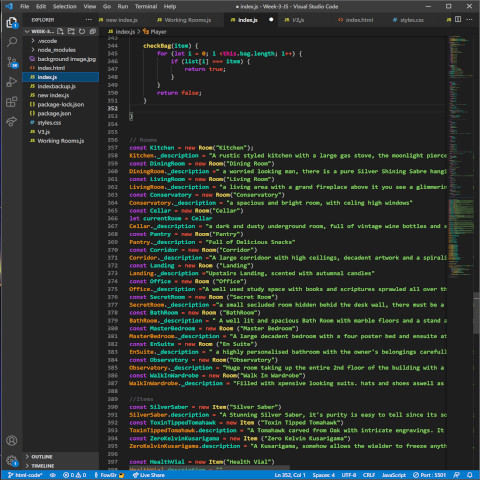 File Edit Selection View Go Run Terminal Help index.js - Week-3-JS - Visual Studio Code
EXPLORER
new index.js
Working Rooms.js
index.js
V3.js
index.html
styles.css
index.js > Player
WEEK-3-...
.vscode
node_modules
background image.jpg
index.html
index.js
indexbackup.js
new index.js
package-lock.json
package.json
styles.css
V3.js
Working Rooms.js
343
344 checkBag(item) {
345 for (let i = 0; i <this.bag.length; i++) {
346 if (list[i] === item) {
347 return true;
348 }
349 }
350 return false;
351 }
352
353 }
354
355
356 // Rooms
357 const Kitchen = new Room("Kitchen");
358 Kitchen._description = "A rustic styled kitchen with a large gas stove, the moonlight pierce
359 const DiningRoom = new Room("Dining Room")
360 DiningRoom._description = " a worried looking man, there is a pure Silver Shining Sabre hangi
361 const LivingRoom = new Room("Living Room")
362 LivingRoom._description = "a living area with a grand fireplace above it you see a glimmerin
363 const Conservatory = new Room("Conservatory")
364 Conservatory._description = "a spacious and bright room, with celing high windows"
365 const Cellar = new Room("Cellar")
366 let currentRoom = Cellar
367 Cellar._description = "a dark and dusty underground room, full of vintage wine bottles and s
368 const Pantry = new Room("Pantry")
369 Pantry._description = "Full of Delicious Snacks"
370 const Corridor = new Room("Corridor")
371 Corridor._description ="A large corridoor with high ceilings, decadent artwork and a spirali
372 const Landing = new Room ("Landing")
373 Landing._description ="Upstairs Landing, scented with autumnal candles"
374 const Office = new Room ("Office")
375 Office._description ="A well used study space with books and scriptures sprawled all over th
376 const SecretRoom = new Room ("Secret Room")
377 SecretRoom._description ="a small secluded room hidden behid the desk wall, there must be a
378 const BathRoom = new Room ("BathRoom")
379 BathRoom._description = " A well lit and spacious Bath Room with marble floors and a stand a
380 const MasterBedroom = new Room ("Master Bedroom")
381 MasterBedroom._description = "A large decadent bedroom with a four posted bed and ensuite at
382 const EnSuite = new Room ("En Suite")
383 EnSuite._description = " a highly personalised bathroom with the owner's belongings carefull
384 const Observatory = new Room("Observatory")
385 Observatory._description = "Huge room taking up the entire 2nd floor of the building with a
386 const WalkInWardrobe = new Room("Walk In Wardrobe")
387 WalkInWardrobe._description = "Filled with xpensive looking suits. hats and shoes aswell as
388
389 //Items
390 const SilverSaber = new Item("Silver Saber")
391 SilverSaber._description = "A Stunning Silver Saber, it's purity is easy to tell since its so
392 const ToxinTippedTomahawk = new Item ("Toxin Tipped Tomahawk")
393 ToxinTippedTomahawk.description = "A Tomahawk carved from Oak with intricate engravings. It
394 const ZeroKelvinKusarigama = new Item ("Zero Kelvin Kusarigama")
395 ZeroKelvinKusarigama.description = "A Kusarigama, somehow allows the wielder to freeze anyth
396
397 const HealthVial = new Item("Health Vial")
OUTLINE
TIMELINE
html-code* 0 0 Live Share Ln 352, Col 1 Spaces: 4 UTF-8 CRLF JavaScript Port : 5501